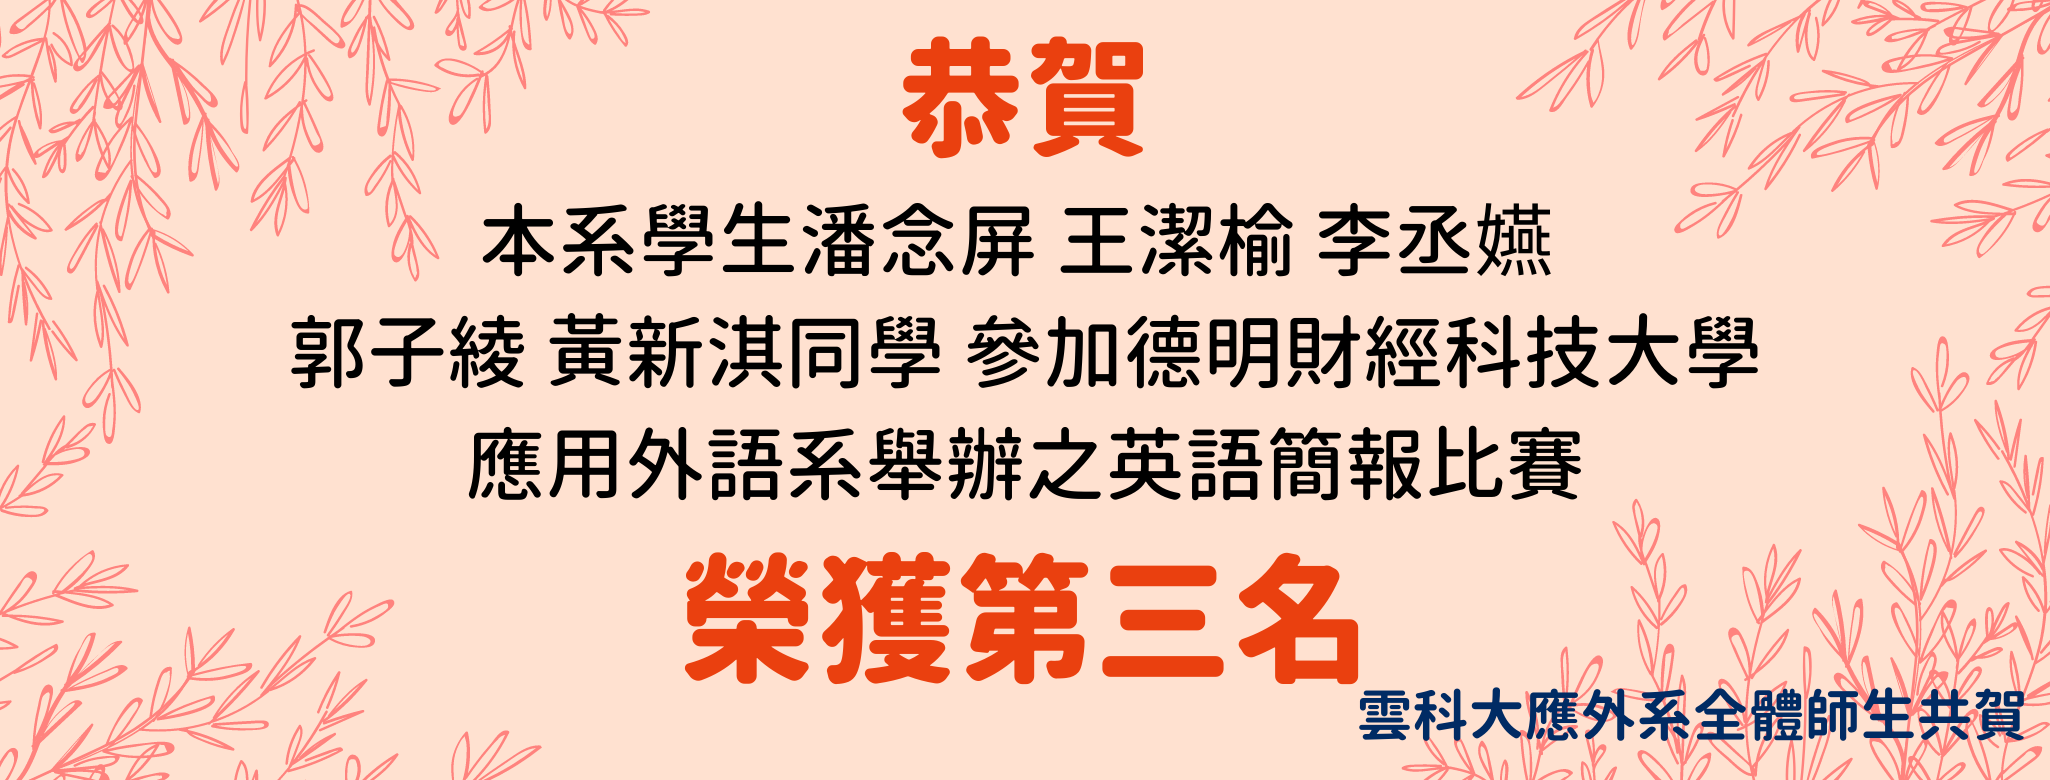 恭賀
本系學生潘念屏 王潔榆 李丞嬿
郭子綾 黃新淇同學 參加德明財經科技大學
應用外語系舉辦之英語簡報比賽
榮獲第三名
雲科大應外系全體師生共賀